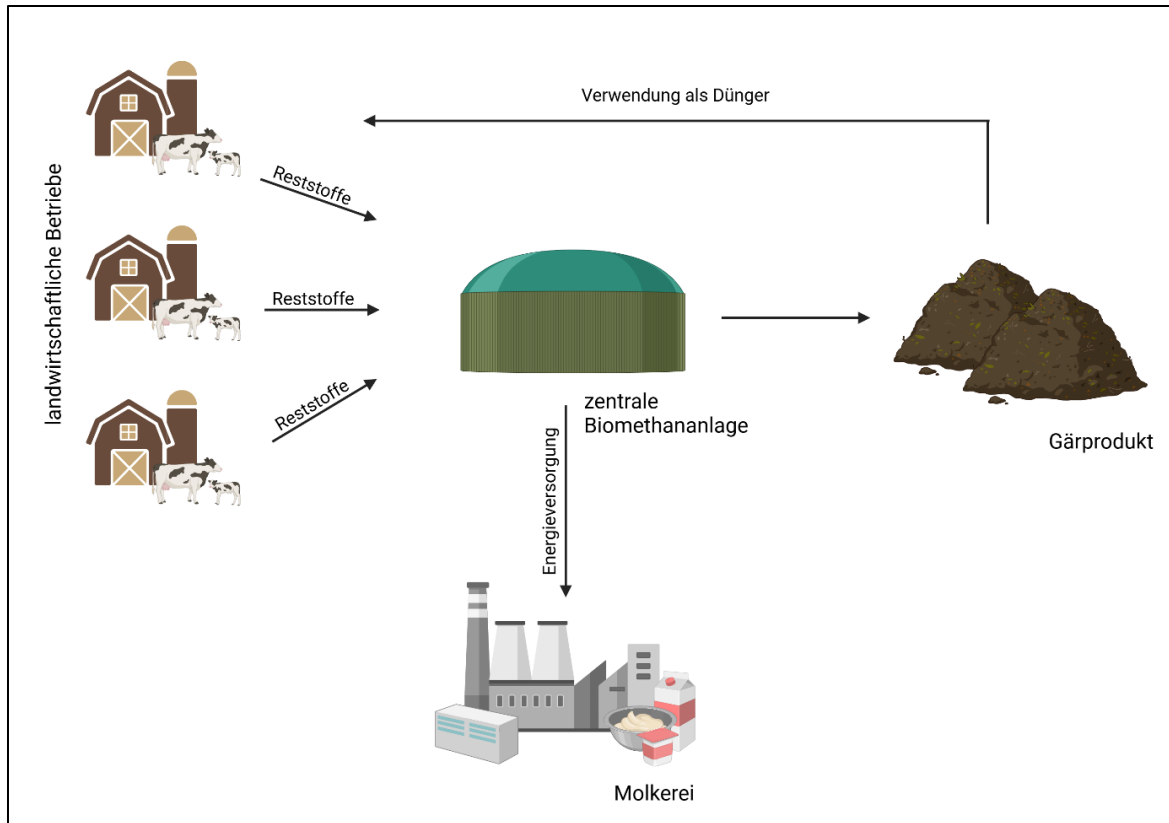 Verwendung als Dünger
landwirtschaftliche Betriebe
Reststoffe
Reststoffe
Reststoffe
zentrale
Biomethananlage
Gärprodukt
Energieversorgung
Molkerei